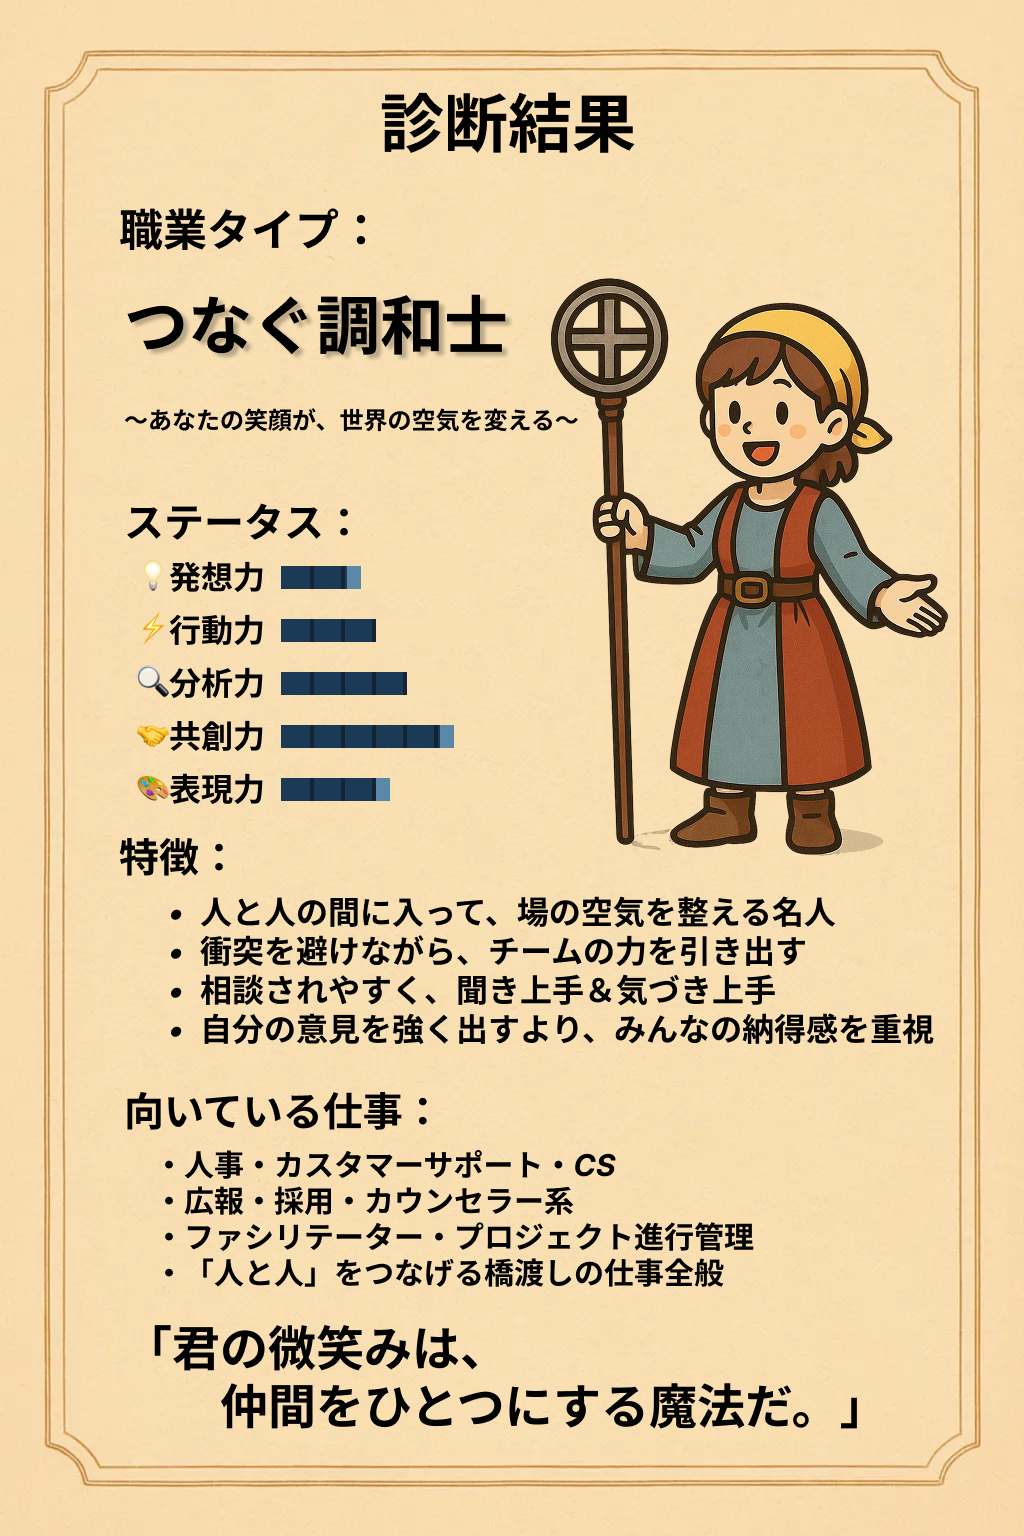 診断結果
職業タイプ：
つなぐ調和士
～あなたの笑顔が、世界の空気を変える～
ステータス：
💡発想力
⚡行動力
🔍分析力
🤝共創力
🎨表現力
特徴：
• 人と人の間に入って、場の空気を整える名人
• 衝突を避けながら、チームの力を引き出す
• 相談されやすく、聞き上手＆気づき上手
• 自分の意見を強く出すより、みんなの納得感を重視
向いている仕事：
・人事・カスタマーサポート・CS
・広報・採用・カウンセラー系
・ファシリテーター・プロジェクト進行管理
・「人と人」をつなげる橋渡しの仕事全般
「君の微笑みは、
仲間をひとつにする魔法だ。」